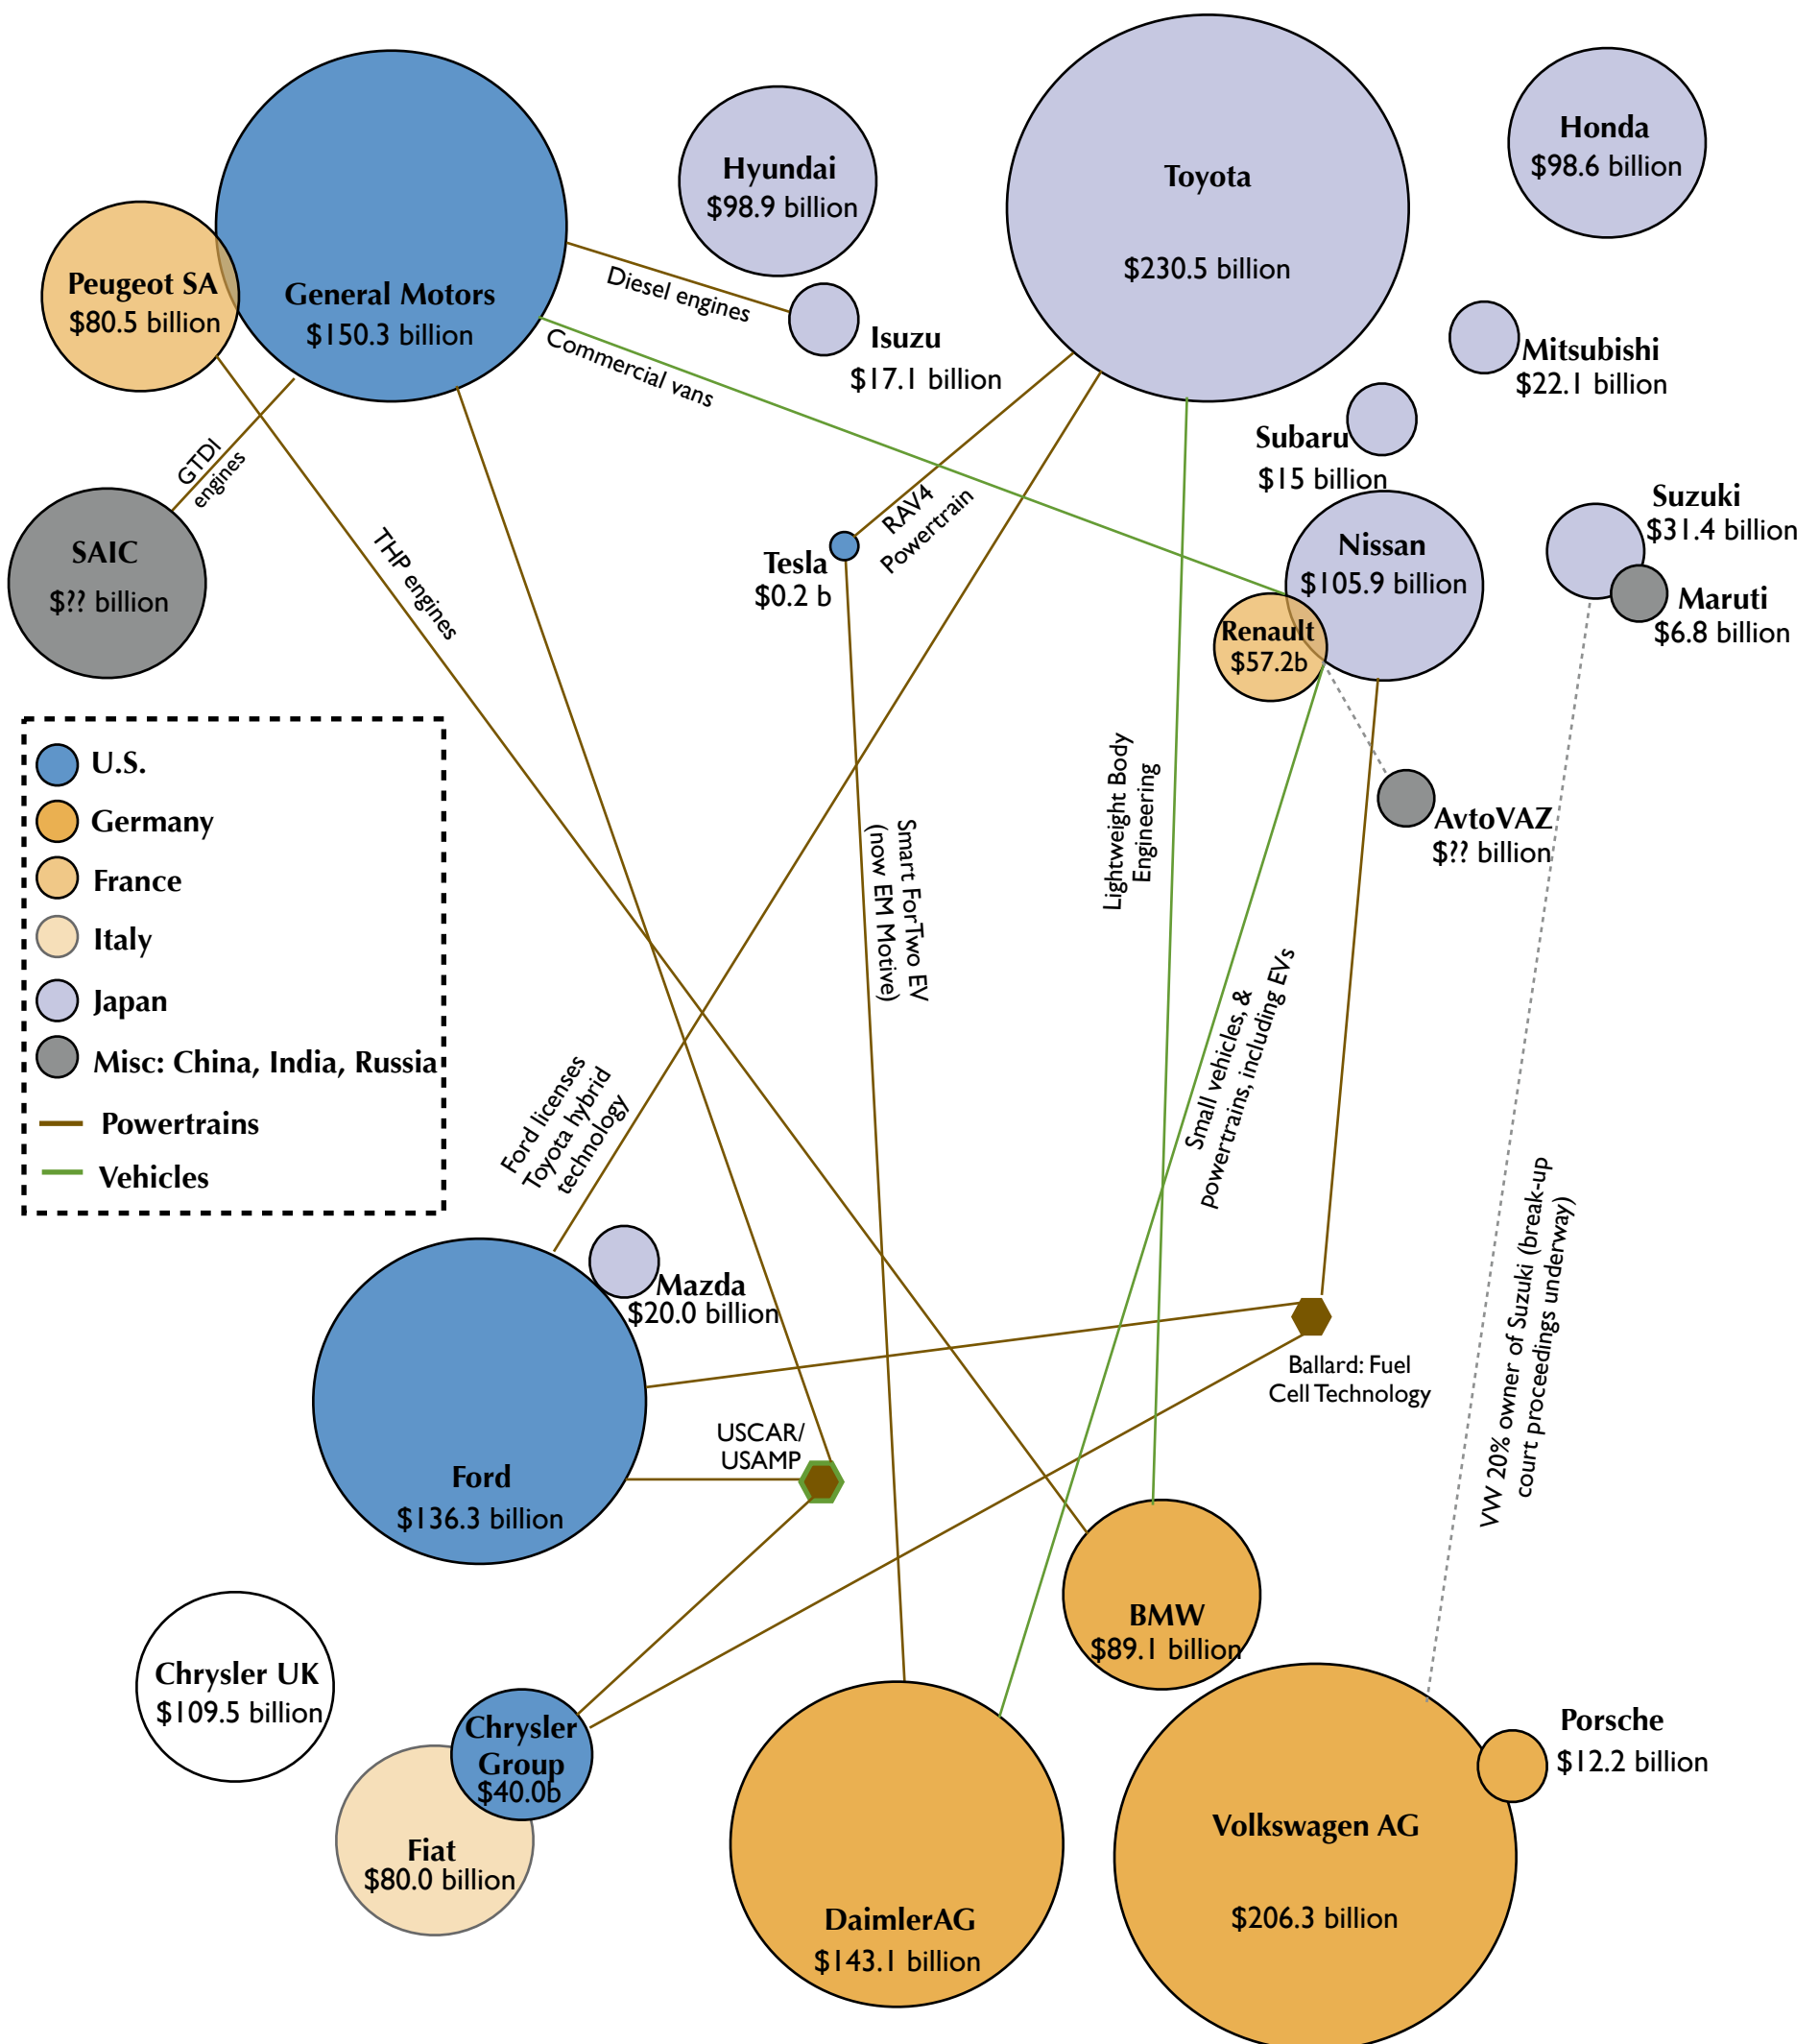 Hyundai
$98.9 billion
Toyota
$230.5 billion
Honda
$98.6 billion
Peugeot SA
$80.5 billion
General Motors
$150.3 billion
Diesel engines
Isuzu
$17.1 billion
Commercial vans
Mitsubishi
$22.1 billion
Subaru
$15 billion
GTDI
engines
SAIC
$?? billion
THP engines
Tesla
$0.2 b
RAV4
Powertrain
Nissan
$105.9 billion
Renault
$57.2b
Suzuki
$31.4 billion
Maruti
$6.8 billion
AvtoVAZ
$?? billion
U.S.
Germany
France
Italy
Japan
Misc: China, India, Russia
Powertrains
Vehicles
Smart ForTwo EV
(now EM Motive)
Lightweight Body
Engineering
Small vehicles, &
powertrains, including EVs
Ford licenses
Toyota hybrid
technology
VW 20% owner of Suzuki (break-up
court proceedings underway)
Mazda
$20.0 billion
Ballard: Fuel
Cell Technology
USCAR/
USAMP
Ford
$136.3 billion
BMW
$89.1 billion
Chrysler UK
$109.5 billion
Chrysler
Group
$40.0b
Fiat
$80.0 billion
Porsche
$12.2 billion
Volkswagen AG
$206.3 billion
DaimlerAG
$143.1 billion